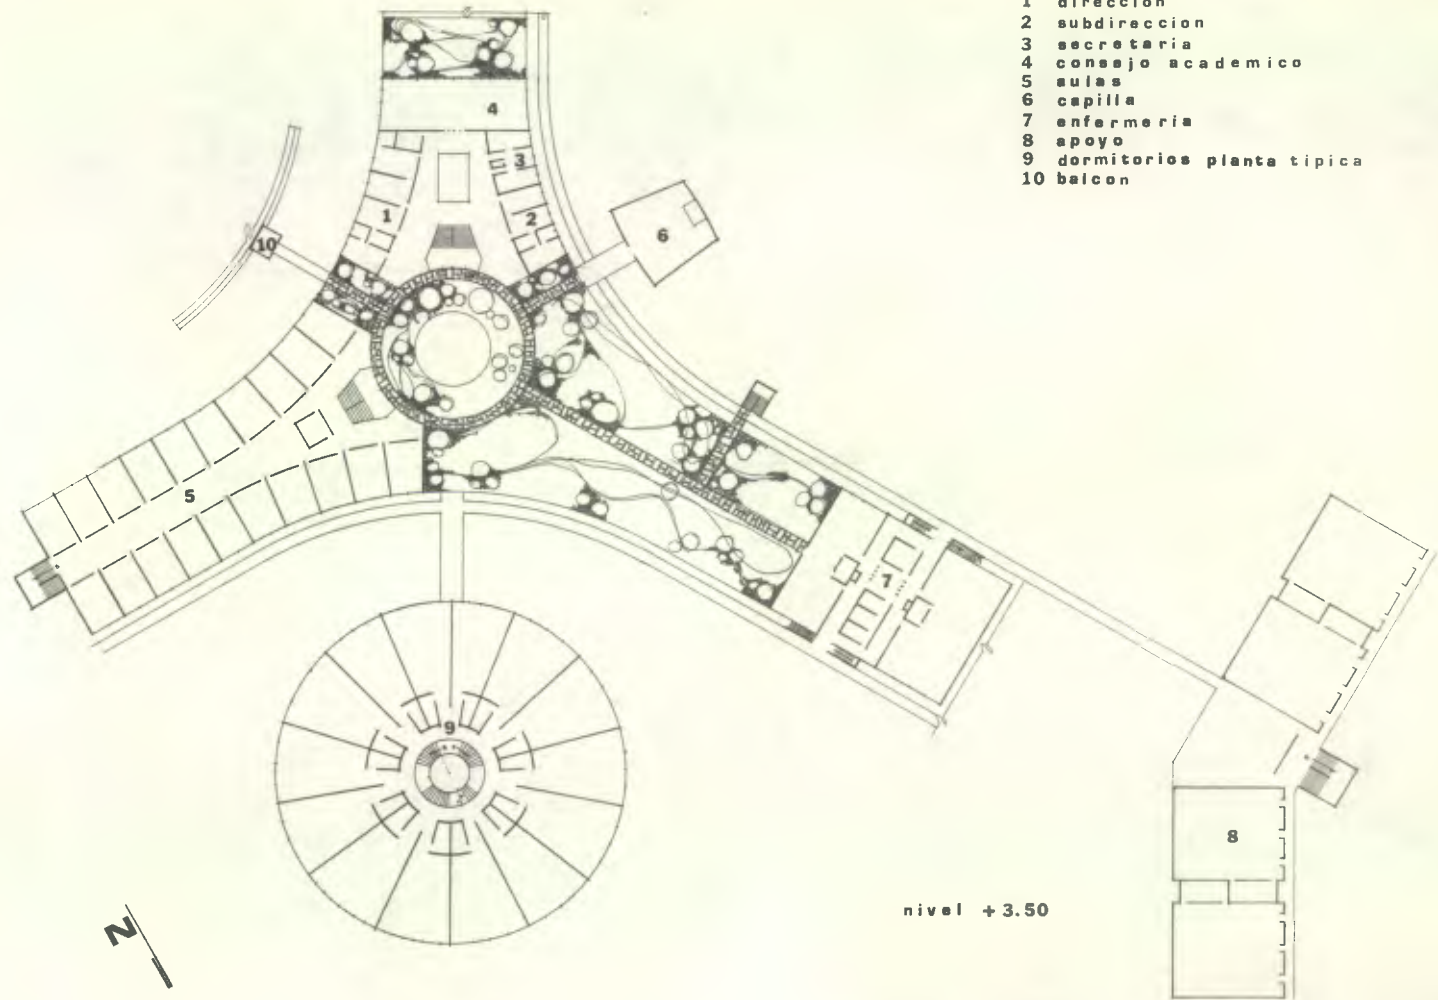 1 direccion
2 subdireccion
3 secretaria
4 consejo academico
5 aulas
6 capilla
7 enfermeria
8 apoyo
9 dormitorios planta tipica
10 balcon
4
3
1
2
6
10
5
7
9
8
nivel +3.50
N